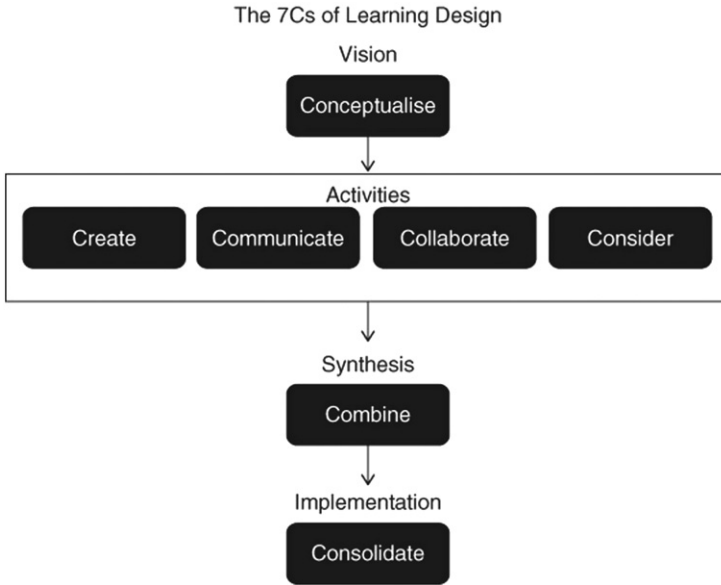 The 7Cs of Learning Design
Vision
Conceptualise
Activities
Create
Communicate
Collaborate
Consider
Synthesis
Combine
Implementation
Consolidate